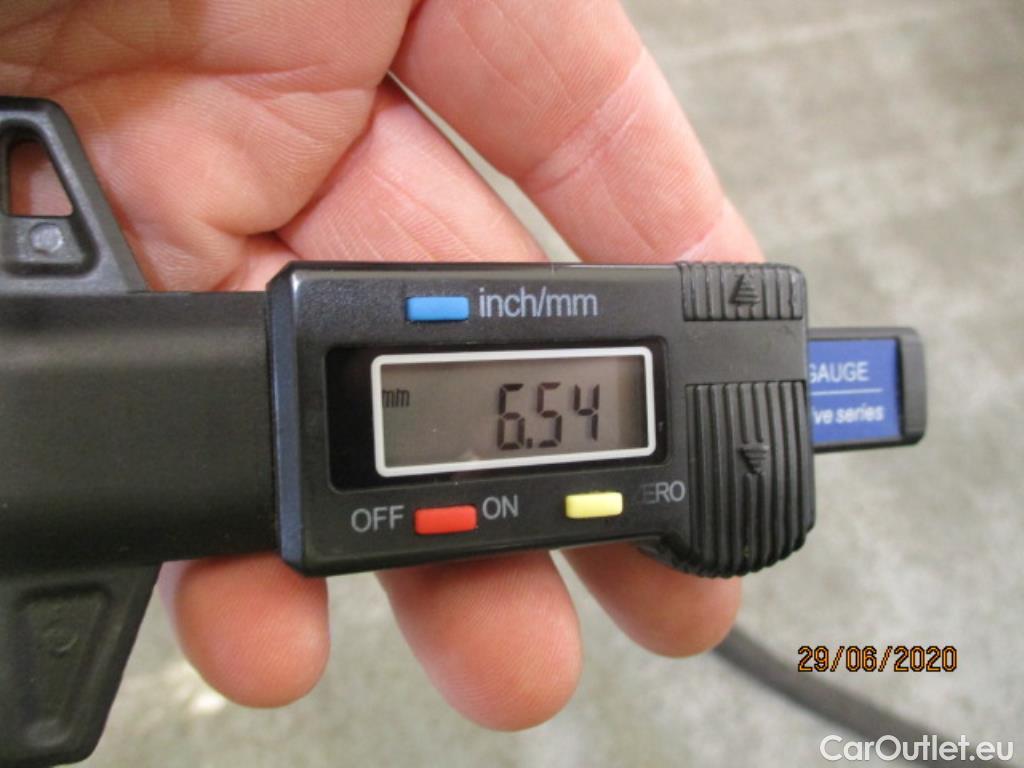 inch/mm
GAUGE
mm 6.54
ive series
OFF ON ZERO
29/06/2020
CarOutlet.eu